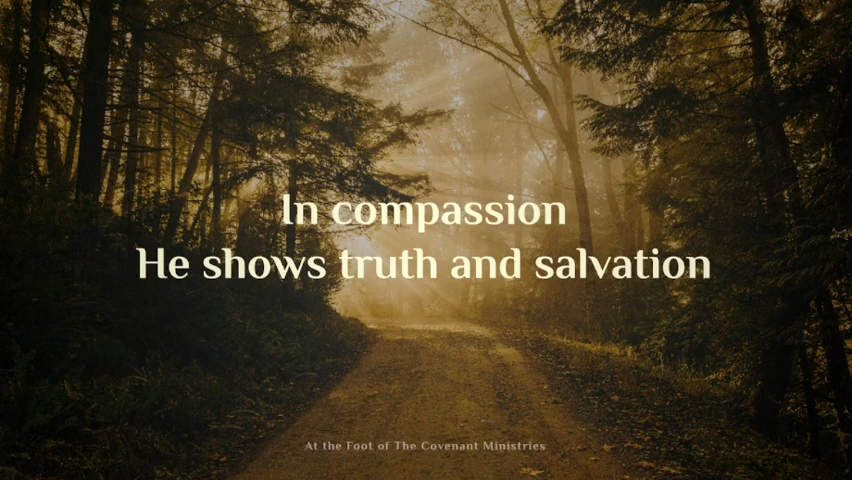 In compassion
He shows truth and salvation
At the Foot of The Covenant Ministries